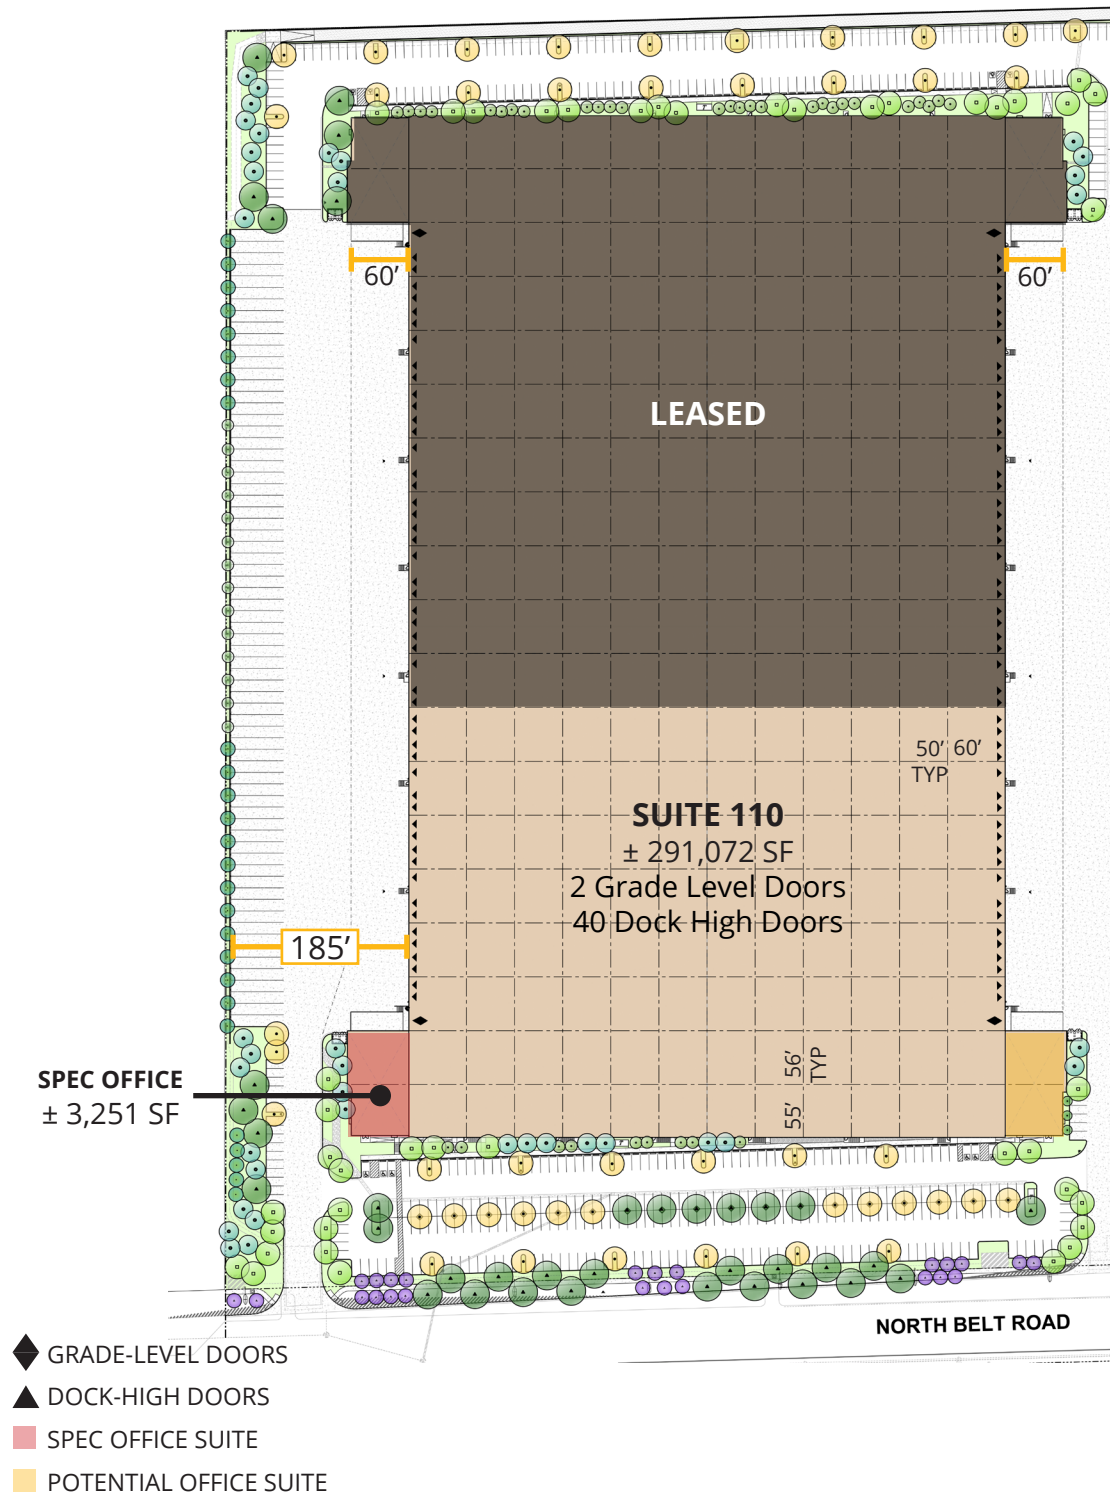 60’
60’
LEASED
50’ 60’
TYP
SUITE 110
± 291,072 SF
2 Grade Level Doors
40 Dock High Doors
185’
55’ 56’
TYP
SPEC OFFICE
± 3,251 SF
NORTH BELT ROAD
GRADE-LEVEL DOORS
DOCK-HIGH DOORS
SPEC OFFICE SUITE
POTENTIAL OFFICE SUITE